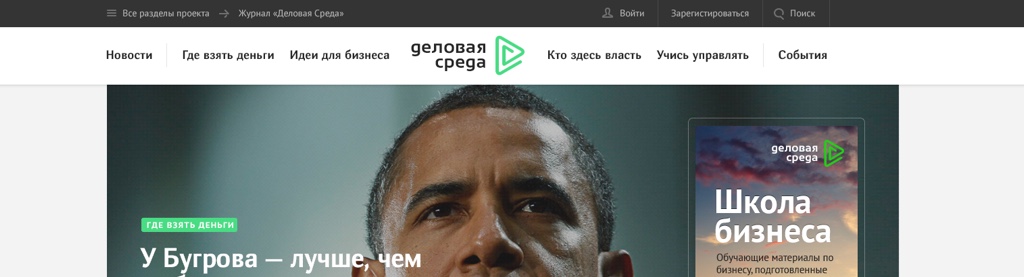 Все разделы проекта → Журнал «Деловая Среда»
Войти
Зарегистрироваться
Поиск
Новости
Где взять деньги
Идеи для бизнеса
деловая
среда
Кто здесь власть
Учись управлять
События
ГДЕ ВЗЯТЬ ДЕНЬГИ
У Бугрова — лучше, чем
деловая
среда
Школа
бизнеса
Обучающие материалы по
бизнесу, подготовленные